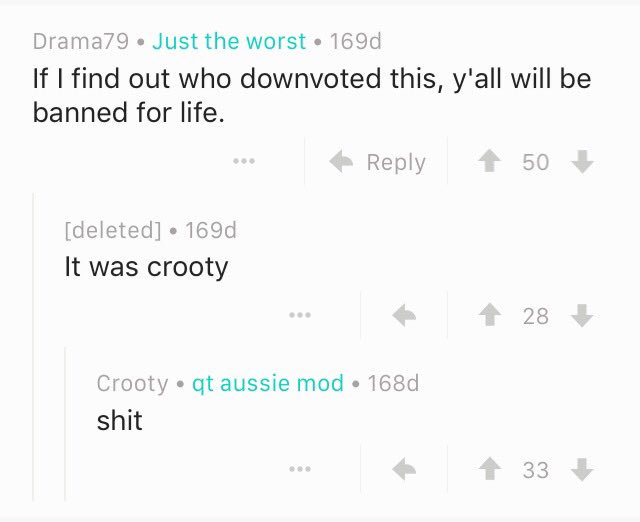 Drama79 • Just the worst • 169d
If I find out who downvoted this, y'all will be
banned for life.
Reply 50
[deleted] • 169d
It was crooty
28
Crooty • qt aussie mod • 168d
shit
33